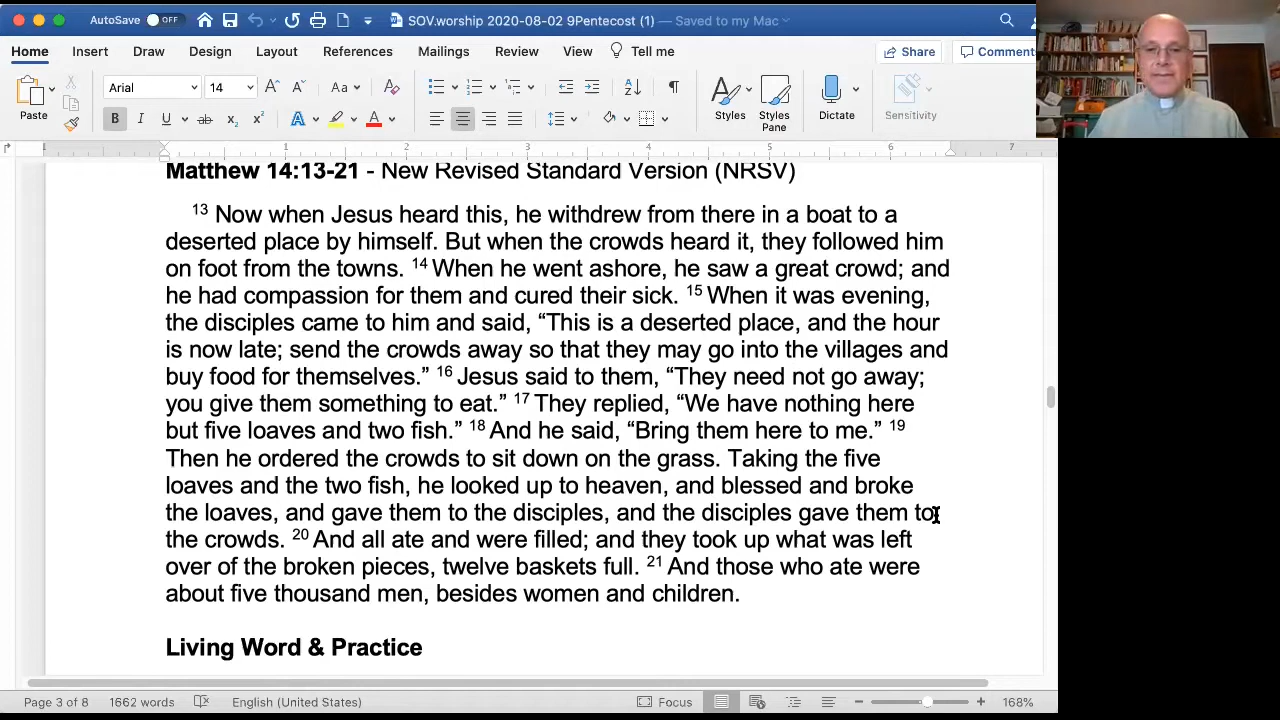 AutoSave OFF
SOV.worship 2020-08-02 9Pentecost (1) — Saved to my Mac
Home Insert Draw Design Layout References Mailings Review View Tell me Share Comment
Paste Arial 14 Aa Styles Styles Pane Dictate Sensitivity
1 1 2 3 4 5 6 7
Matthew 14:13-21 - New Revised Standard Version (NRSV)
13 Now when Jesus heard this, he withdrew from there in a boat to a
deserted place by himself. But when the crowds heard it, they followed him
on foot from the towns. 14 When he went ashore, he saw a great crowd; and
he had compassion for them and cured their sick. 15 When it was evening,
the disciples came to him and said, “This is a deserted place, and the hour
is now late; send the crowds away so that they may go into the villages and
buy food for themselves.” 16 Jesus said to them, “They need not go away;
you give them something to eat.” 17 They replied, “We have nothing here
but five loaves and two fish.” 18 And he said, “Bring them here to me.” 19
Then he ordered the crowds to sit down on the grass. Taking the five
loaves and the two fish, he looked up to heaven, and blessed and broke
the loaves, and gave them to the disciples, and the disciples gave them to
the crowds. 20 And all ate and were filled; and they took up what was left
over of the broken pieces, twelve baskets full. 21 And those who ate were
about five thousand men, besides women and children.
Living Word & Practice
Page 3 of 8 1662 words English (United States) Focus 168%